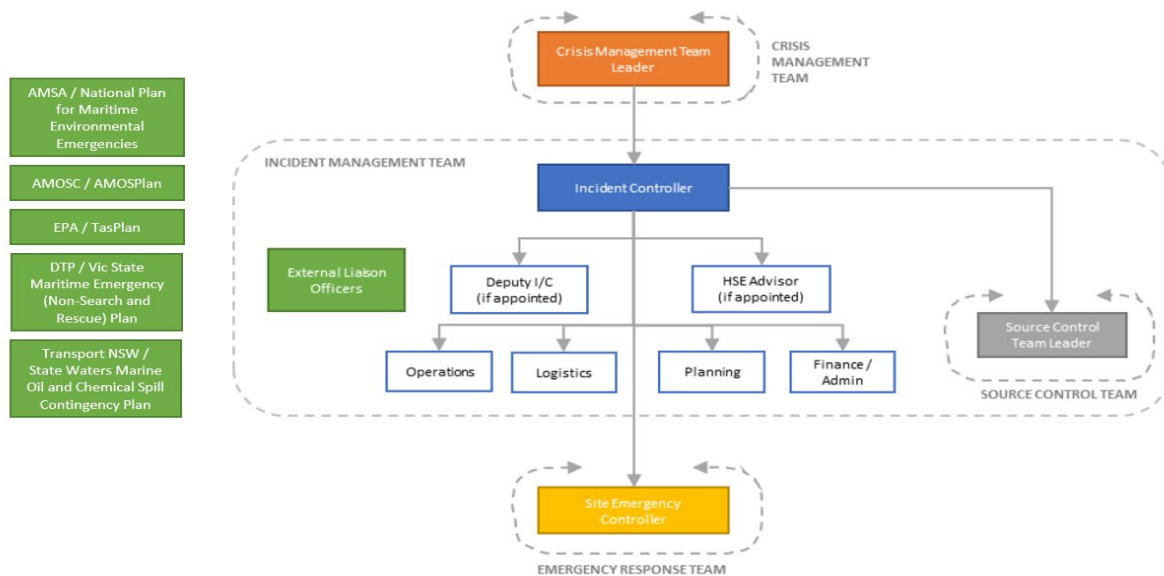 Crisis Management Team
Leader
CRISIS
MANAGEMENT
TEAM
AMSA / National Plan
for Maritime
Environmental
Emergencies
AMOSC / AMOSPlan
EPA / TasPlan
DTP / Vic State
Maritime Emergency
(Non-Search and
Rescue) Plan
Transport NSW /
State Waters Marine
Oil and Chemical Spill
Contingency Plan
INCIDENT MANAGEMENT TEAM
Incident Controller
External Liaison
Officers
Deputy I/C
(if appointed)
HSE Advisor
(if appointed)
Operations
Logistics
Planning
Finance /
Admin
Source Control
Team Leader
SOURCE CONTROL TEAM
Site Emergency
Controller
EMERGENCY RESPONSE TEAM